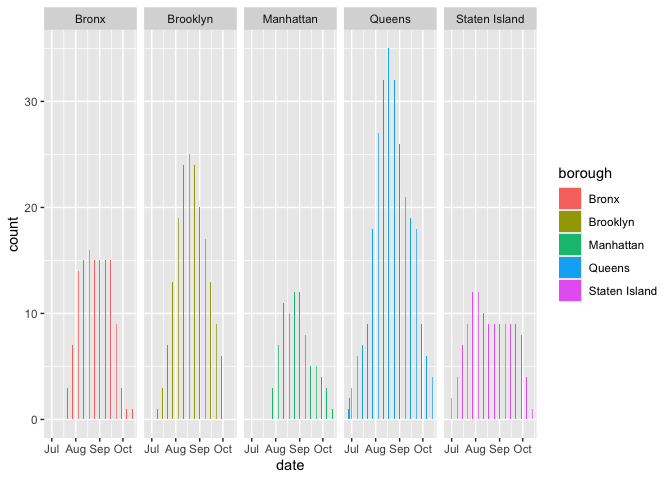 Bronx Brooklyn Manhattan Queens Staten Island
30
20
10
0
count
Jul Aug Sep Oct Jul Aug Sep Oct Jul Aug Sep Oct Jul Aug Sep Oct Jul Aug Sep Oct
date
borough
Bronx
Brooklyn
Manhattan
Queens
Staten Island